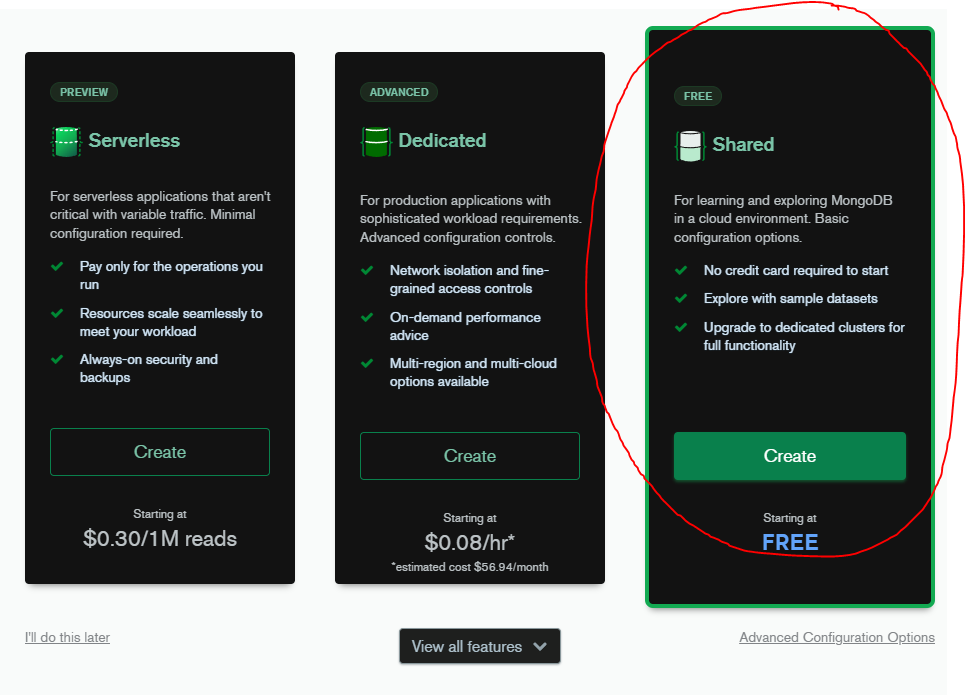 PREVIEW
Serverless
For serverless applications that aren't
critical with variable traffic. Minimal
configuration required.
Pay only for the operations you
run
Resources scale seamlessly to
meet your workload
Always-on security and
backups
Create
Starting at
$0.30/1M reads
ADVANCED
Dedicated
For production applications with
sophisticated workload requirements.
Advanced configuration controls.
Network isolation and fine-
grained access controls
On-demand performance
advice
Multi-region and multi-cloud
options available
Create
Starting at
$0.08/hr*
*estimated cost $56.94/month
FREE
Shared
For learning and exploring MongoDB
in a cloud environment. Basic
configuration options.
No credit card required to start
Explore with sample datasets
Upgrade to dedicated clusters for
full functionality
Create
Starting at
FREE
I'll do this later
View all features
Advanced Configuration Options